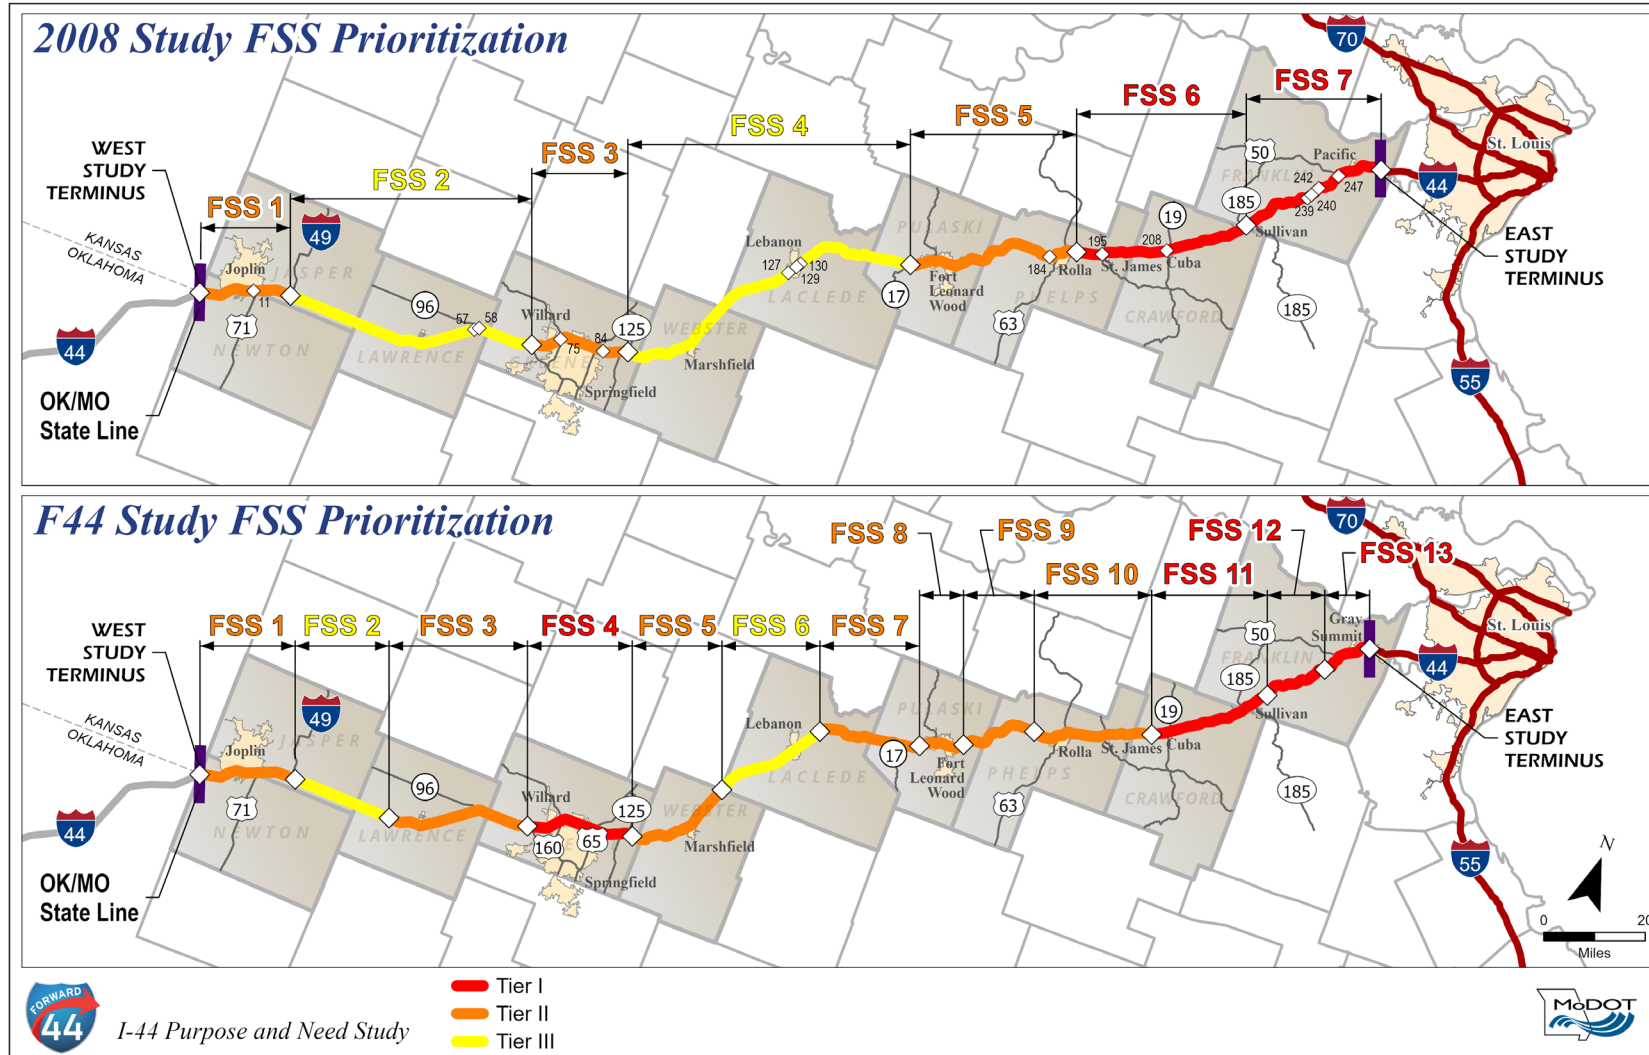 2008 Study FSS Prioritization
WEST
STUDY
TERMINUS
FSS 1
FSS 2
FSS 3
FSS 4
FSS 5
FSS 6
FSS 7
70
St. Louis
44
50
Pacific
FRANKLIN
242
247
240
239
185
Sullivan
19
195
208
St. James
Cuba
Rolla
184
PULASKI
Fort
Leonard
Wood
PHELPS
CRAWFORD
17
63
185
55
Lebanon
127
130
129
LACLEDE
WEBSTER
Marshfield
125
Willard
84
75
GREENE
Springfield
96
57
58
LAWRENCE
49
JASPER
Joplin
11
71
NEWTON
KANSAS
OKLAHOMA
44
OK/MO
State Line
EAST
STUDY
TERMINUS
F44 Study FSS Prioritization
WEST
STUDY
TERMINUS
FSS 1
FSS 2
FSS 3
FSS 4
FSS 5
FSS 6
FSS 7
FSS 8
FSS 9
FSS 10
FSS 11
FSS 12
FSS 13
70
St. Louis
44
50
Gray
Summit
FRANKLIN
185
Sullivan
19
St. James
Cuba
Rolla
PULASKI
Fort
Leonard
Wood
PHELPS
CRAWFORD
17
63
185
55
Lebanon
LACLEDE
WEBSTER
Marshfield
125
Willard
160
65
Springfield
96
LAWRENCE
49
JASPER
Joplin
71
NEWTON
KANSAS
OKLAHOMA
44
OK/MO
State Line
EAST
STUDY
TERMINUS
N
0
20
Miles
FORWARD
44
I-44 Purpose and Need Study
Tier I
Tier II
Tier III
MoDOT